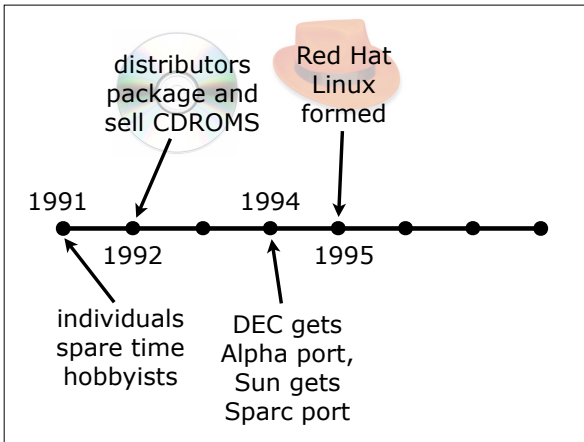 distributors
package and
sell CDROMS
Red Hat
Linux
formed
1991
1994
1992
1995
individuals
spare time
hobbyists
DEC gets
Alpha port,
Sun gets
Sparc port